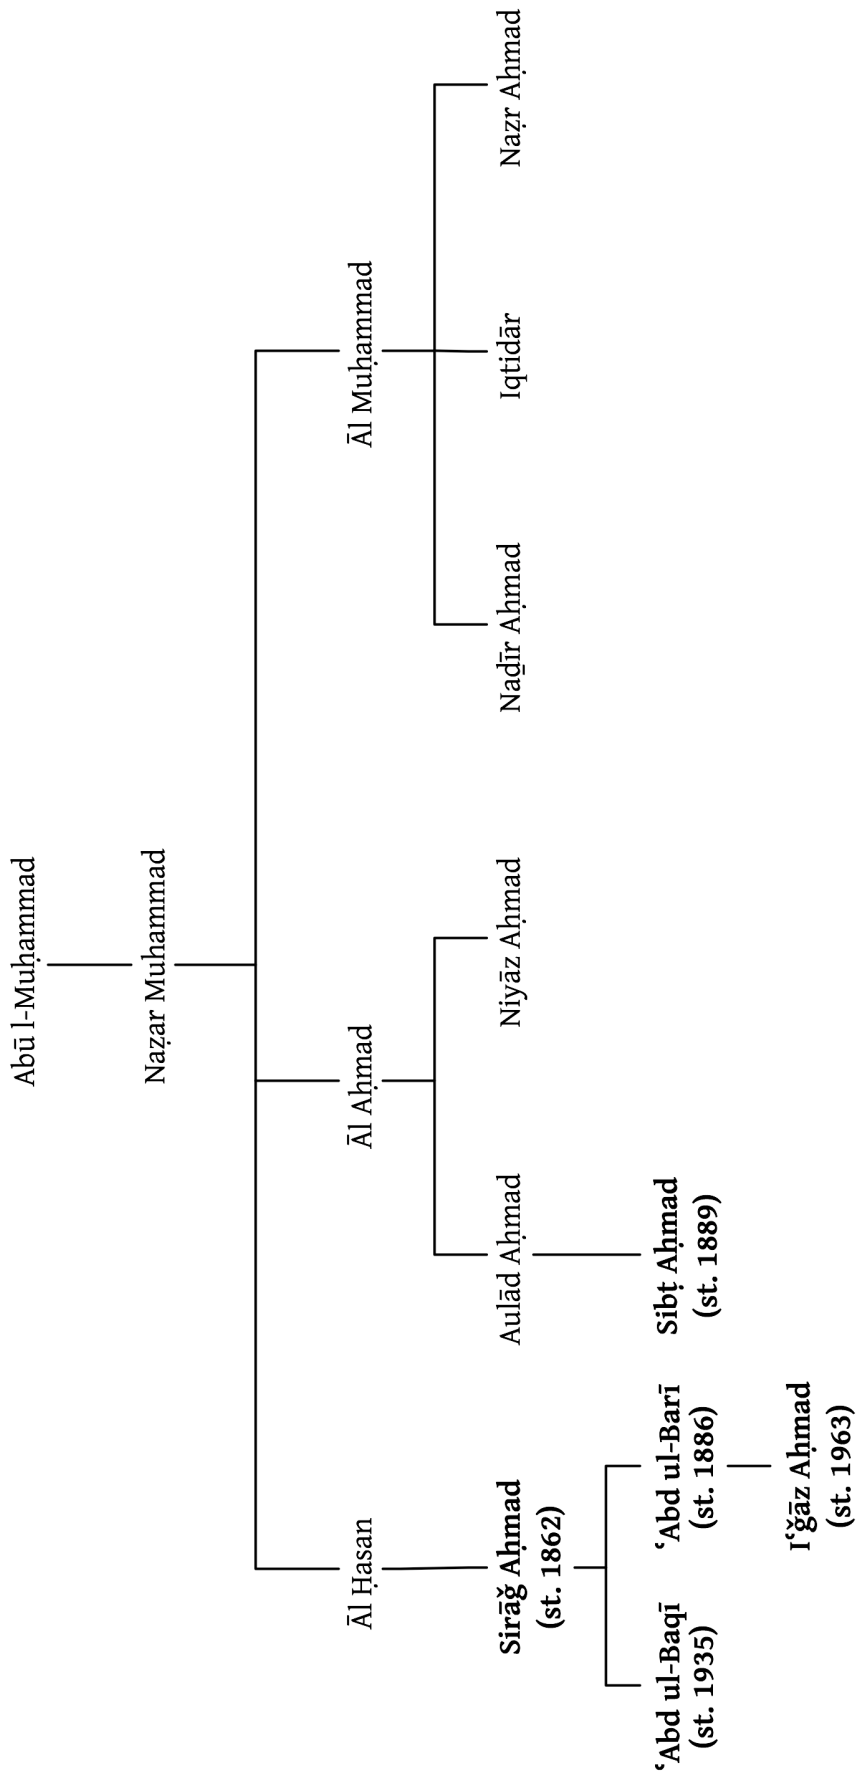 Abū l-Muḥammad
Naẓar Muhammad
Āl Ḥasan
Āl Aḥmad
Āl Muḥammad
Sirāǧ Aḥmad
(st. 1862)
Aulād Aḥmad
Niyāz Aḥmad
Naḏīr Aḥmad
Iqtidār
Naẓr Aḥmad
ʿAbd ul-Baqī
(st. 1935)
ʿAbd ul-Barī
(st. 1886)
Sibṭ Aḥmad
(st. 1889)
Iʿǧāz Aḥmad
(st. 1963)